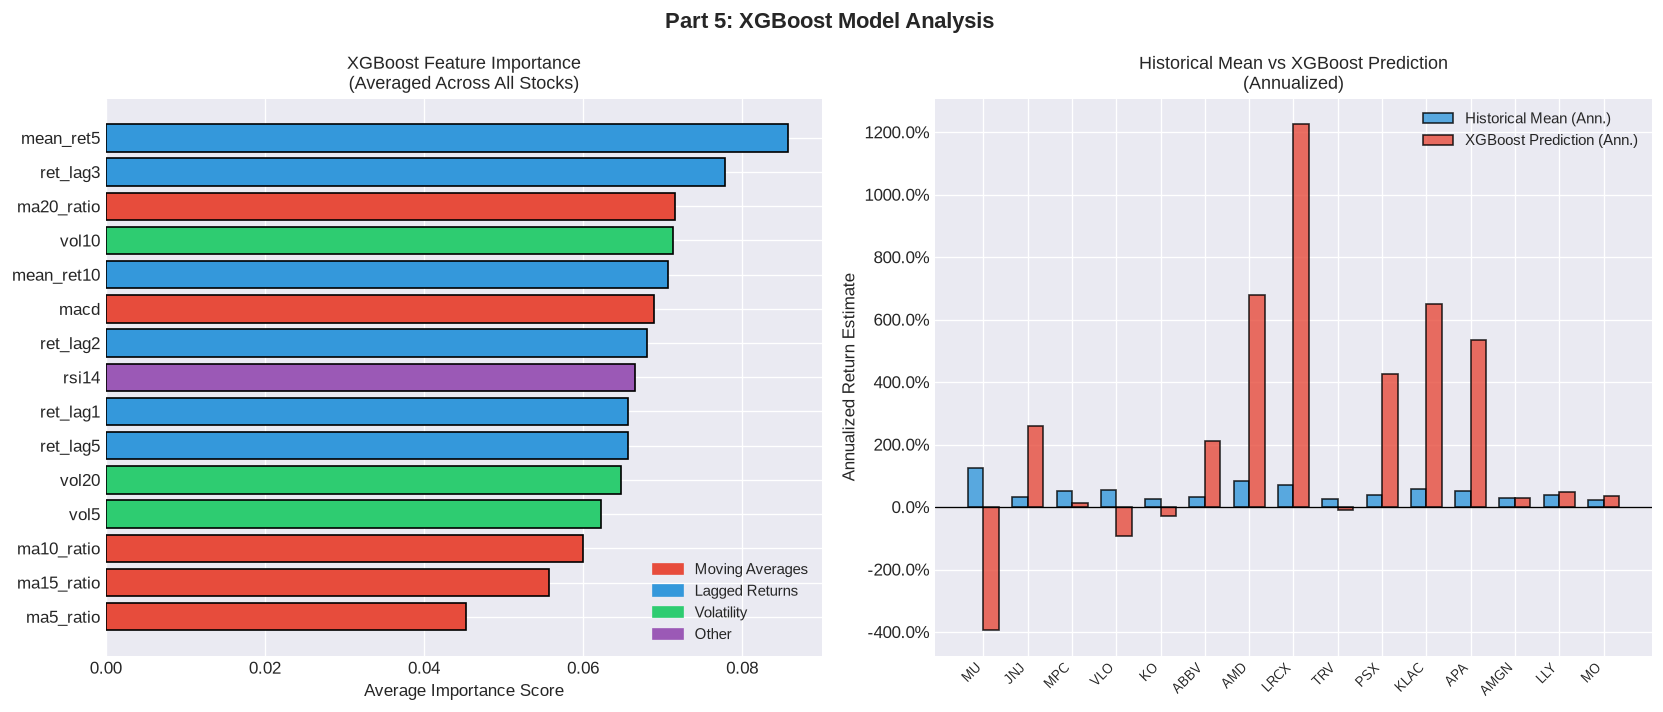 Part 5: XGBoost Model Analysis
XGBoost Feature Importance
(Averaged Across All Stocks)
mean_ret5
ret_lag3
ma20_ratio
vol10
mean_ret10
macd
ret_lag2
rsi14
ret_lag1
ret_lag5
vol20
vol5
ma10_ratio
ma15_ratio
ma5_ratio
Moving Averages
Lagged Returns
Volatility
Other
0.00 0.02 0.04 0.06 0.08
Average Importance Score
Historical Mean vs XGBoost Prediction
(Annualized)
Historical Mean (Ann.)
XGBoost Prediction (Ann.)
Annualized Return Estimate
1200.0%
1000.0%
800.0%
600.0%
400.0%
200.0%
0.0%
-200.0%
-400.0%
MU JNJ MPC VLO KO ABBV AMD LRCX TRV PSX KLAC APA AMGN LLY MO